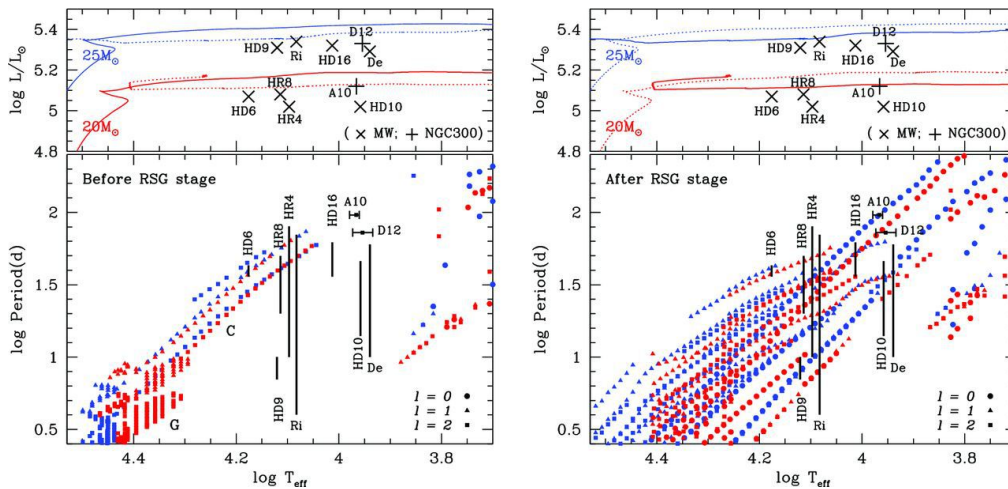 5.4
5.2
5
4.8
log L/L⊙
25M⊙
20M⊙
D12
HD9
Ri
HD16
De
HR8
A10
HD6
HR4
HD10
( × MW; + NGC300)
Before RSG stage
2
1.5
1
0.5
log Period(d)
HD6
HR8
HR4
HD16
A10
D12
C
G
HD9
Ri
HD10
De
l = 0
l = 1
l = 2
4.4
4.2
4
3.8
log Teff
5.4
5.2
5
4.8
log L/L⊙
25M⊙
20M⊙
D12
HD9
Ri
HD16
De
HR8
A10
HD6
HR4
HD10
( × MW; + NGC300)
After RSG stage
2
1.5
1
0.5
log Period(d)
HD6
HR8
HR4
HD16
A10
D12
HD9
Ri
HD10
De
l = 0
l = 1
l = 2
4.4
4.2
4
3.8
log Teff